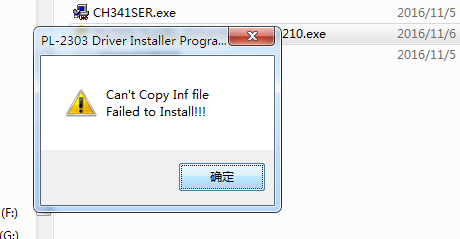 CH341SER.exe 2016/11/5
210.exe 2016/11/6
2016/11/5
PL-2303 Driver Installer Progra...
Can't Copy Inf file
Failed to Install!!!
确定
(F:)
(G:)